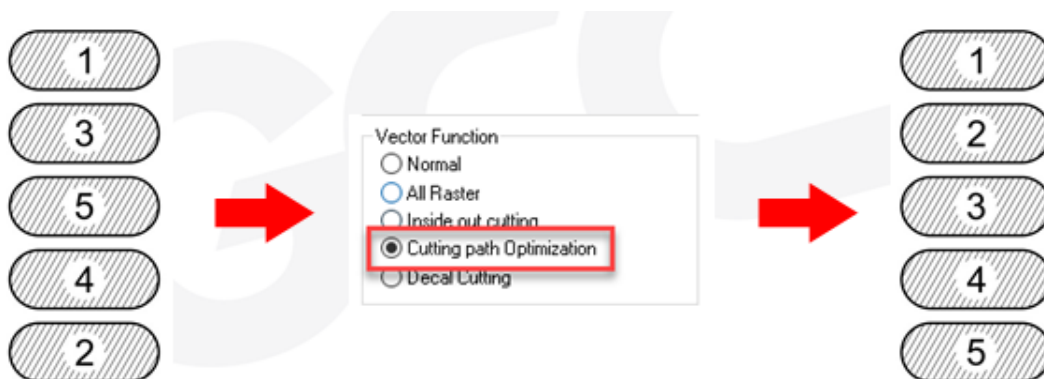 1
3
5
4
2
Vector Function
Normal
All Raster
Inside out cutting
Cutting path Optimization
Decal Cutting
1
2
3
4
5